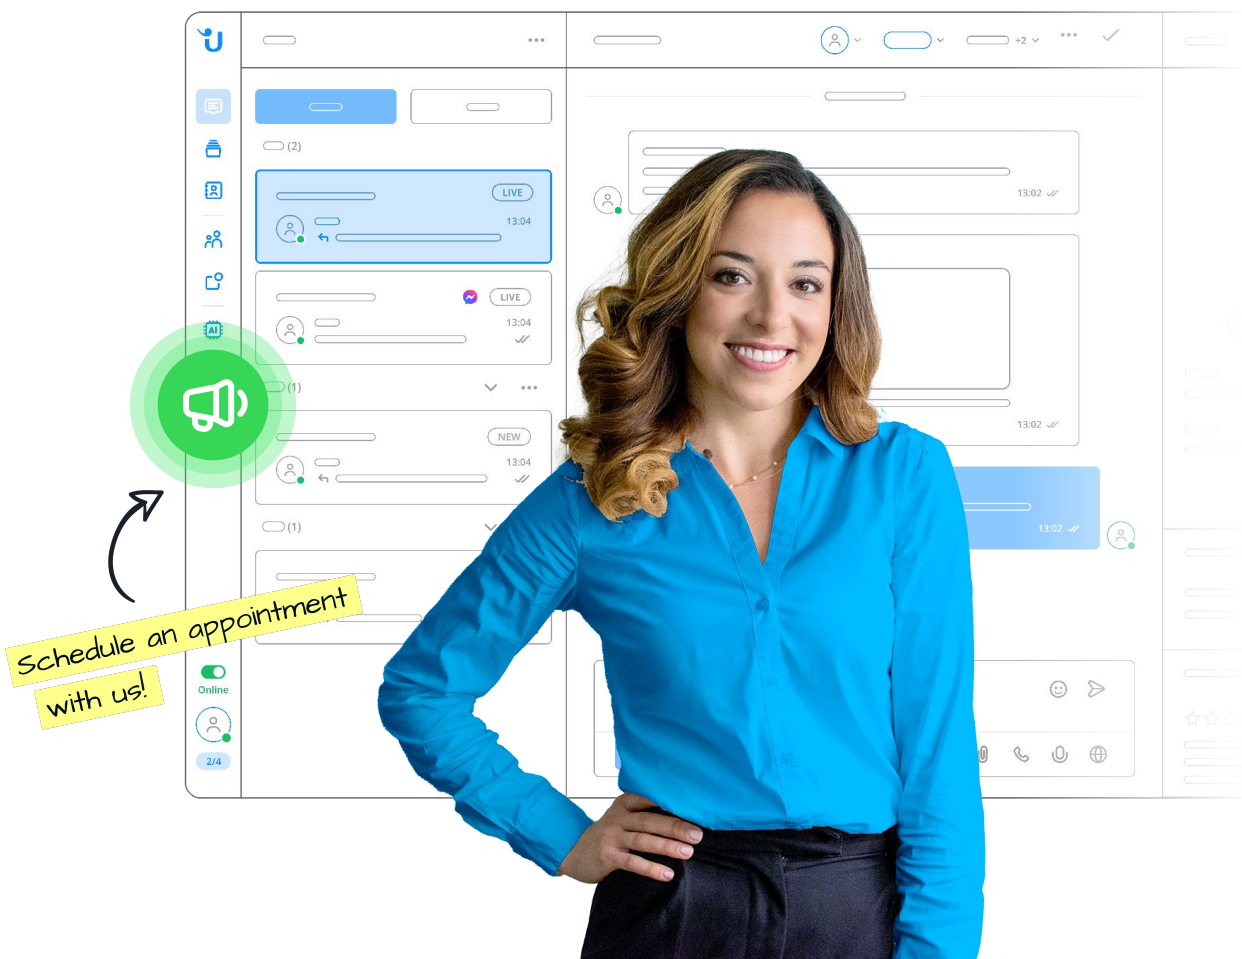 +2
(2)
13:02
LIVE
13:04
LIVE
13:04
AI
(1)
13:02
NEW
13:04
(1)
13:02
Schedule an appointment
with us!
Online
2/4